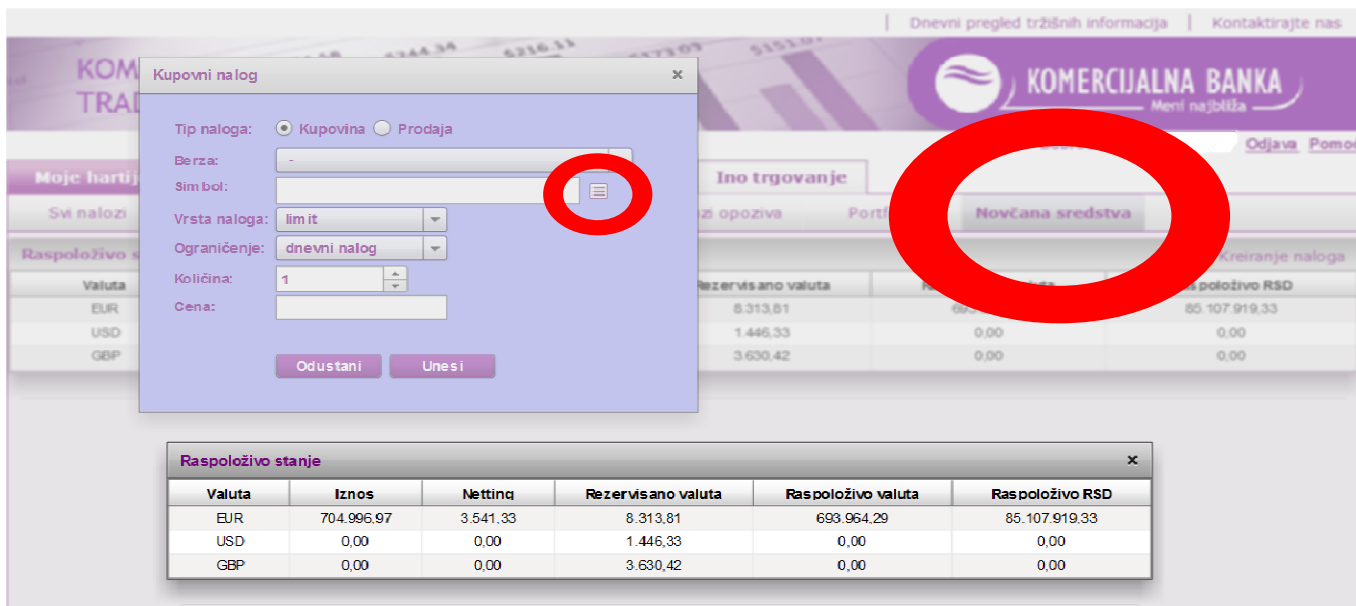 Dnevni pregled tržišnih informacija | Kontaktirajte nas
KOM
TRAD
KOMERCIJALNA BANKA
Meni najbliža
Odjava Pomoć
Moje hartij
Ino trgovanje
Svi nalozi
zi opoziva
Portf
Novčana sredstva
Raspoloživo s
Kreiranje naloga
Valuta
Rezervisano valuta
Raspoloživo RSD
EUR 8.313,81 85.107.919,33
USD 1.446,33 0,00 0,00
GBP 3.630,42 0,00 0,00
Kupovni nalog
Tip naloga: Kupovina Prodaja
Berza: -
Simbol:
Vrsta naloga: limit
Ograničenje: dnevni nalog
Količina: 1
Cena:
Odustani Unesi
Raspoloživo stanje
Valuta Iznos Netting Rezervisano valuta Raspoloživo valuta Raspoloživo RSD
EUR 704.996,97 3.541,33 8.313,81 693.964,29 85.107.919,33
USD 0,00 0,00 1.446,33 0,00 0,00
GBP 0,00 0,00 3.630,42 0,00 0,00